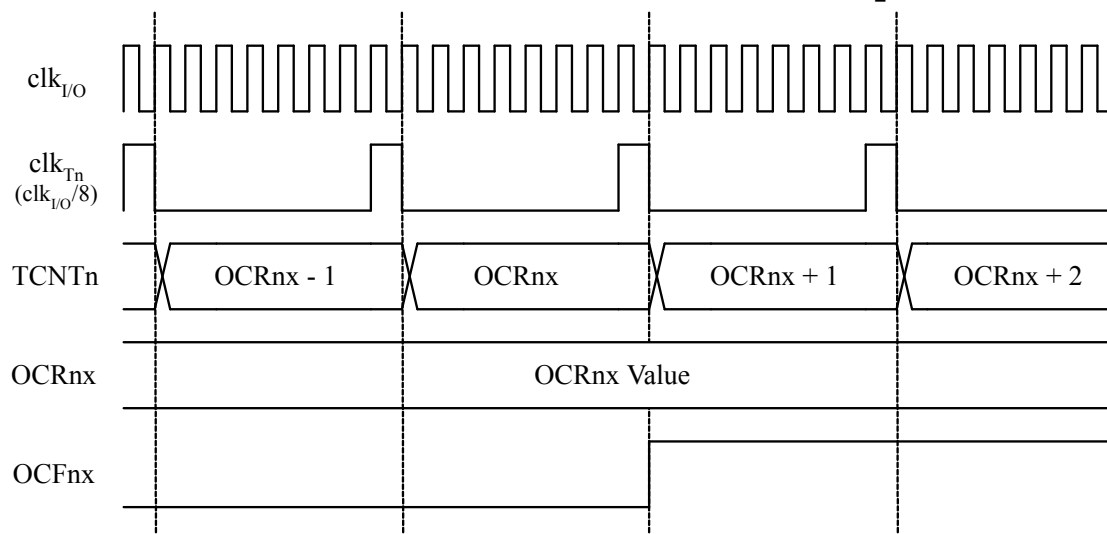 clkI/O
clkTn
(clkI/O/8)
TCNTn OCRnx - 1 OCRnx OCRnx + 1 OCRnx + 2
OCRnx OCRnx Value
OCFnx